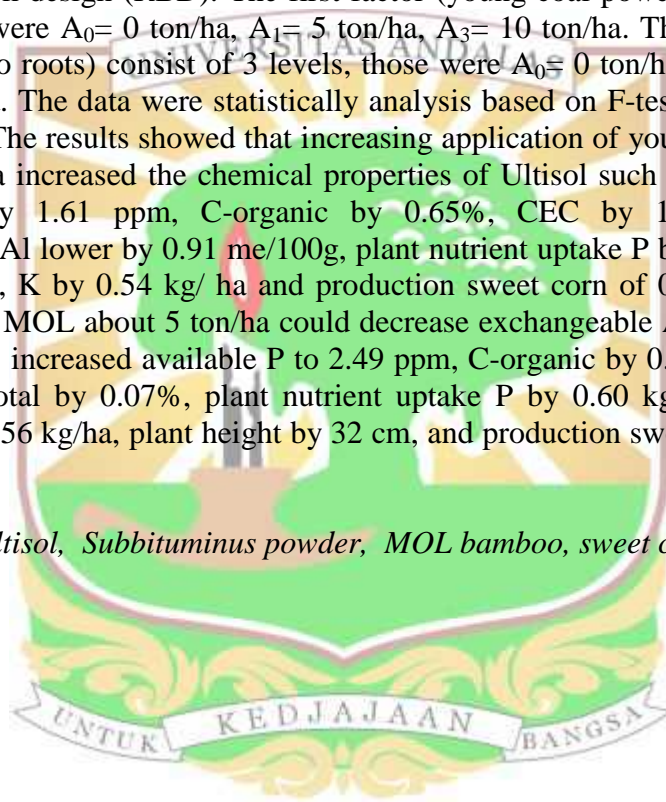 design (RBD). The first factor (young coal powe
were A₀= 0 ton/ha, A₁= 5 ton/ha, A₃= 10 ton/ha. Th
UNIVERSITAS ANDALAS
o roots) consist of 3 levels, those were A₀= 0 ton/h
. The data were statistically analysis based on F-tes
The results showed that increasing application of you
a increased the chemical properties of Ultisol such
y 1.61 ppm, C-organic by 0.65%, CEC by 1
Al lower by 0.91 me/100g, plant nutrient uptake P b
, K by 0.54 kg/ ha and production sweet corn of 0
MOL about 5 ton/ha could decrease exchangeable
increased available P to 2.49 ppm, C-organic by 0.
otal by 0.07%, plant nutrient uptake P by 0.60 kg
56 kg/ha, plant height by 32 cm, and production sw
ltisol, Subbituminus powder, MOL bamboo, sweet c
UNTUK KEDJAJAAN BANGSA